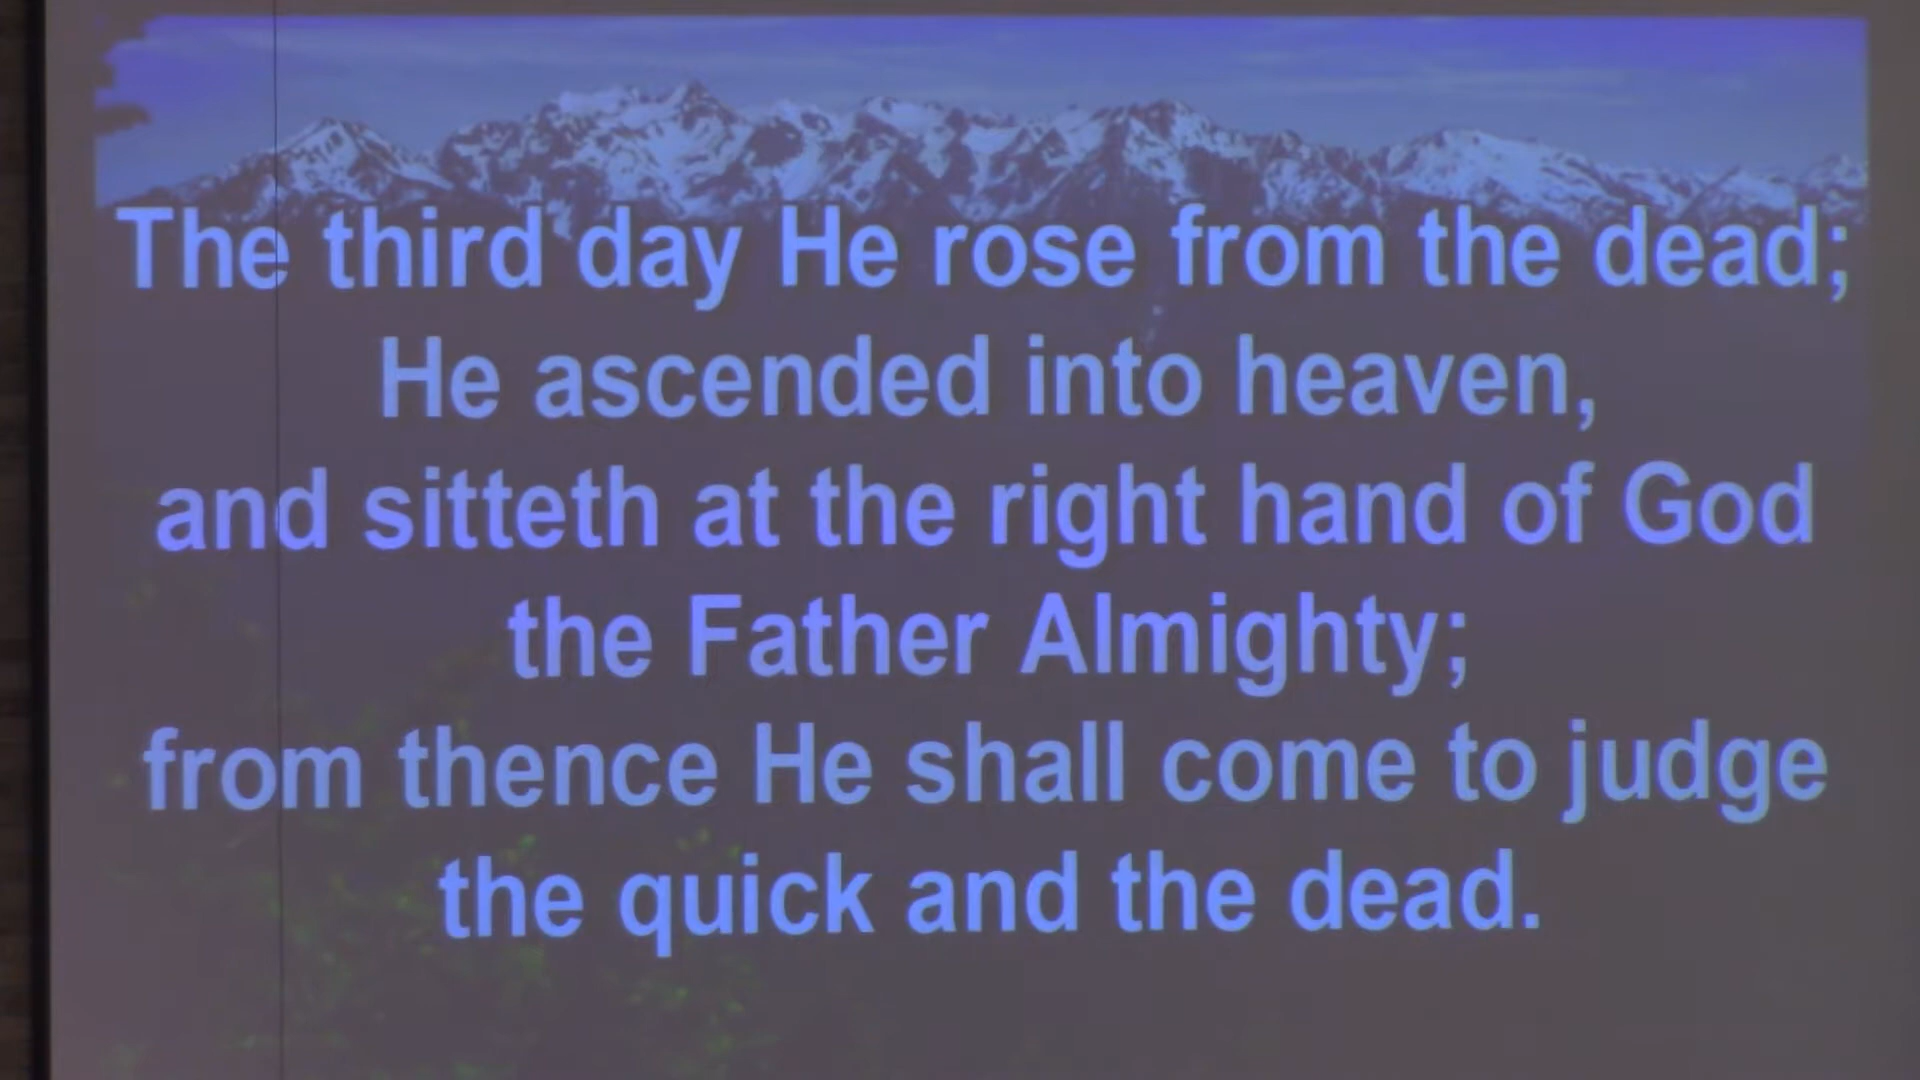 The third day He rose from the dead;
He ascended into heaven,
and sitteth at the right hand of God
the Father Almighty;
from thence He shall come to judge
the quick and the dead.